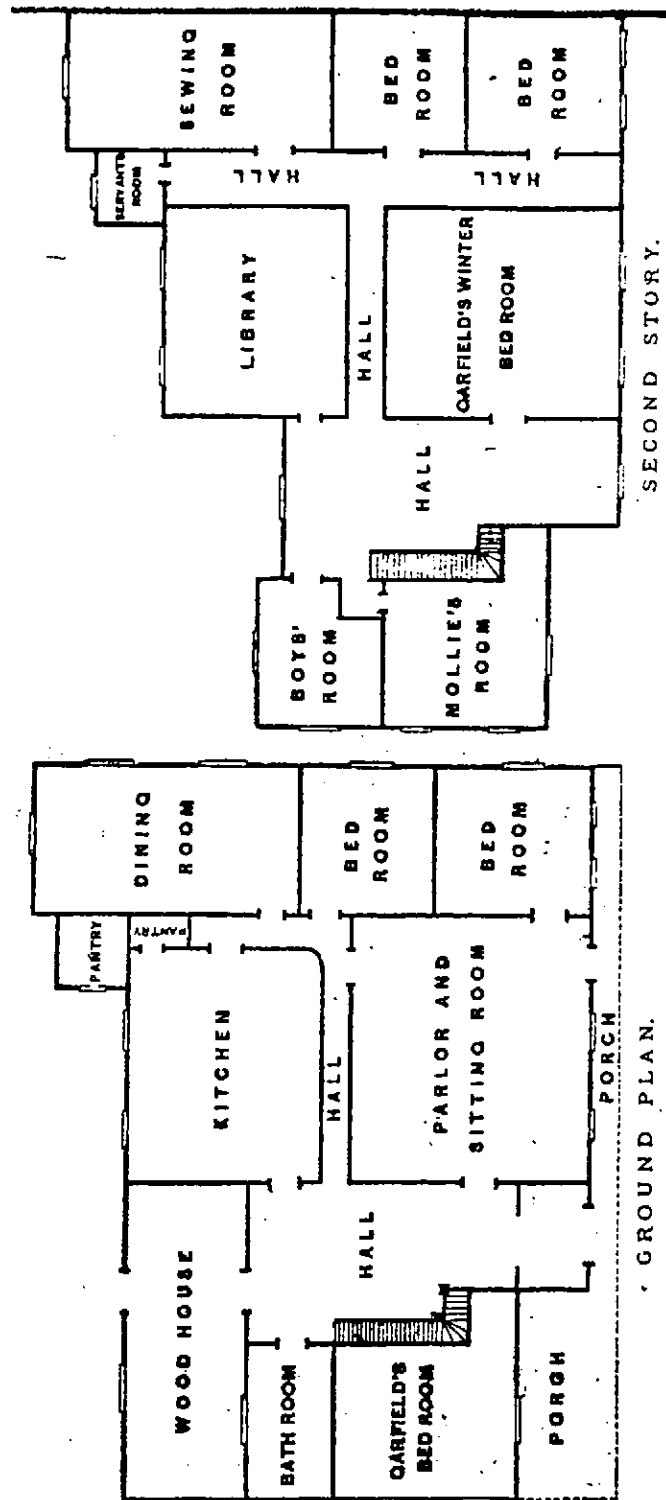 WOOD HOUSE
BATH ROOM
GARFIELD'S
BED ROOM
PORCH
HALL
KITCHEN
PANTRY
PANTRY
HALL
PARLOR AND
SITTING ROOM
PORCH
DINING
ROOM
BED
ROOM
BED
ROOM
GROUND PLAN.
BOYS'
ROOM
MOLLIE'S
ROOM
HALL
LIBRARY
HALL
GARFIELD'S WINTER
BED ROOM
SERVANTS
ROOM
HALL
HALL
SEWING
ROOM
BED
ROOM
BED
ROOM
SECOND STORY.